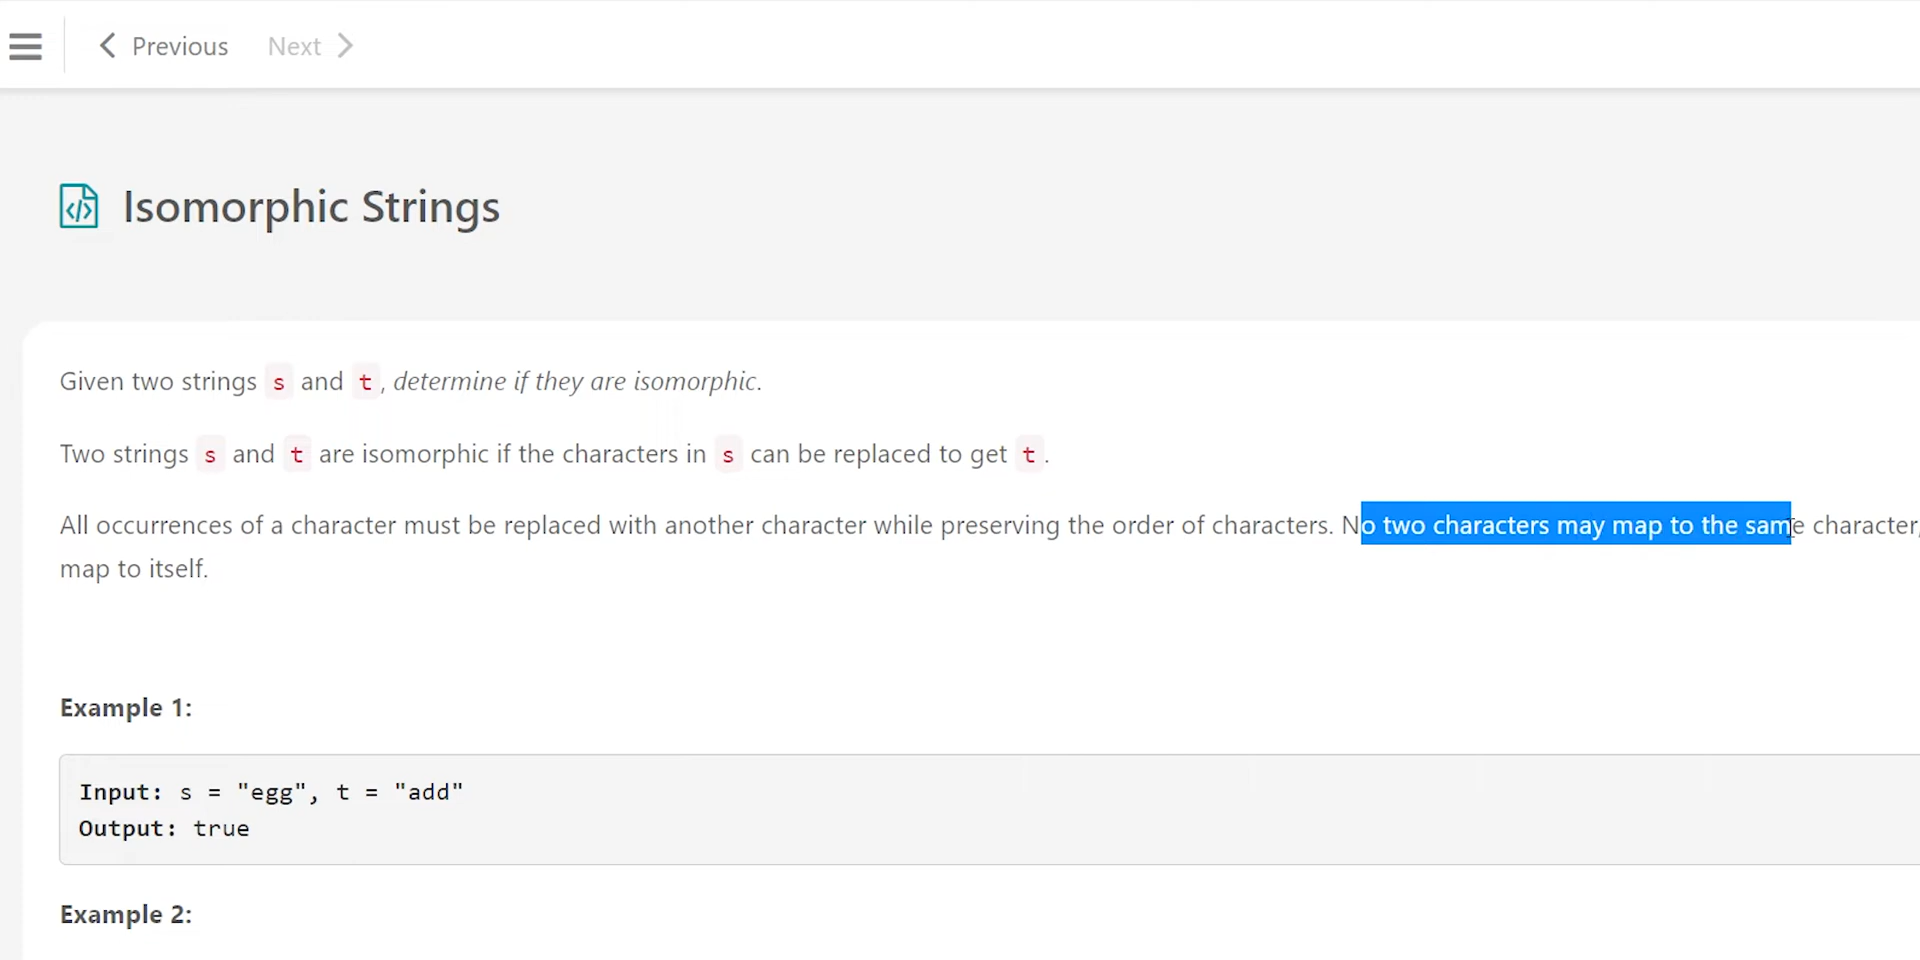 Previous Next
Isomorphic Strings
Given two strings s and t, determine if they are isomorphic.
Two strings s and t are isomorphic if the characters in s can be replaced to get t.
All occurrences of a character must be replaced with another character while preserving the order of characters. No two characters may map to the same character,
map to itself.
Example 1:
Input: s = "egg", t = "add"
Output: true
Example 2: